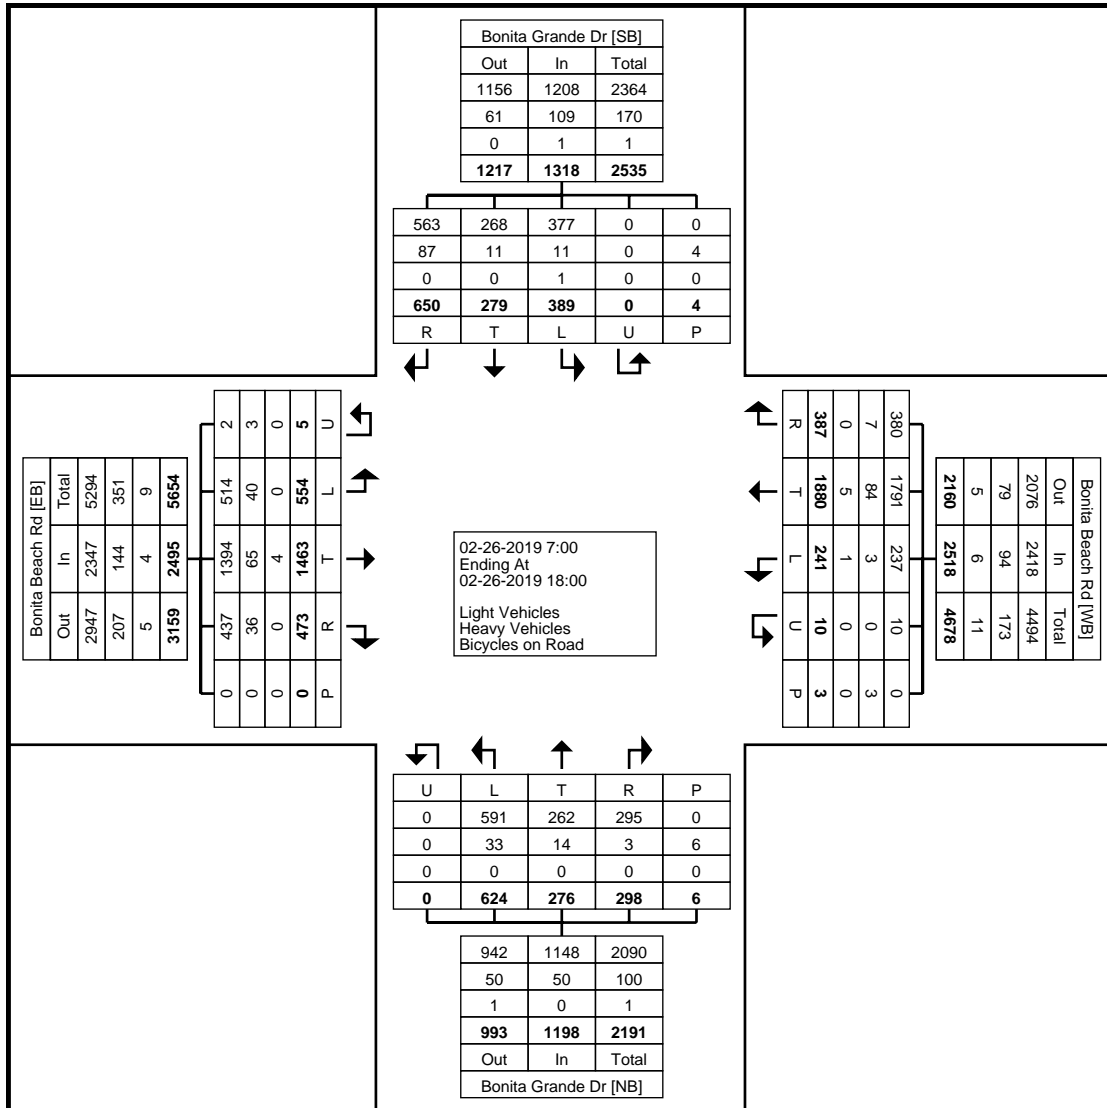 Bonita Grande Dr [SB]
Out In Total
1156 1208 2364
61 109 170
0 1 1
1217 1318 2535
563 268 377 0 0
87 11 11 0 4
0 0 1 0 0
650 279 389 0 4
R T L U P
Bonita Beach Rd [EB]
Total In Out
5294 2347 2947
351 144 207
9 4 5
5654 2495 3159
2 514 1394 437 0
3 40 65 36 0
0 0 4 0 0
5 554 1463 473 0
U L T R P
02-26-2019 7:00
Ending At
02-26-2019 18:00
Light Vehicles
Heavy Vehicles
Bicycles on Road
R T L U P
387 1880 241 10 3
0 5 1 0 0
7 84 3 0 3
380 1791 237 10 0
Bonita Beach Rd [WB]
Out In Total
2076 2418 4494
79 94 173
5 6 11
2160 2518 4678
U L T R P
0 591 262 295 0
0 33 14 3 6
0 0 0 0 0
0 624 276 298 6
942 1148 2090
50 50 100
1 0 1
993 1198 2191
Out In Total
Bonita Grande Dr [NB]